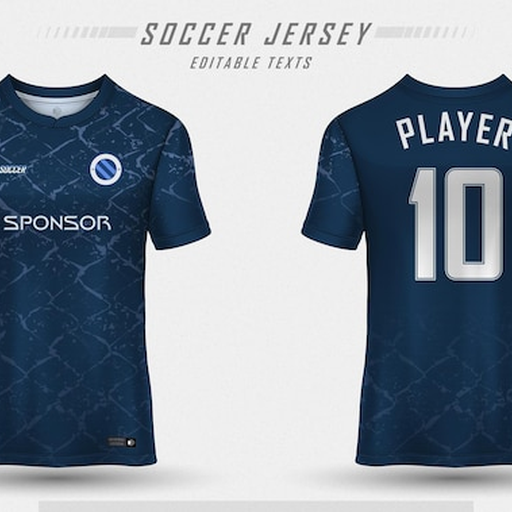 SOCCER JERSEY
EDITABLE TEXTS
SOCCER
SPONSOR
PLAYER
10